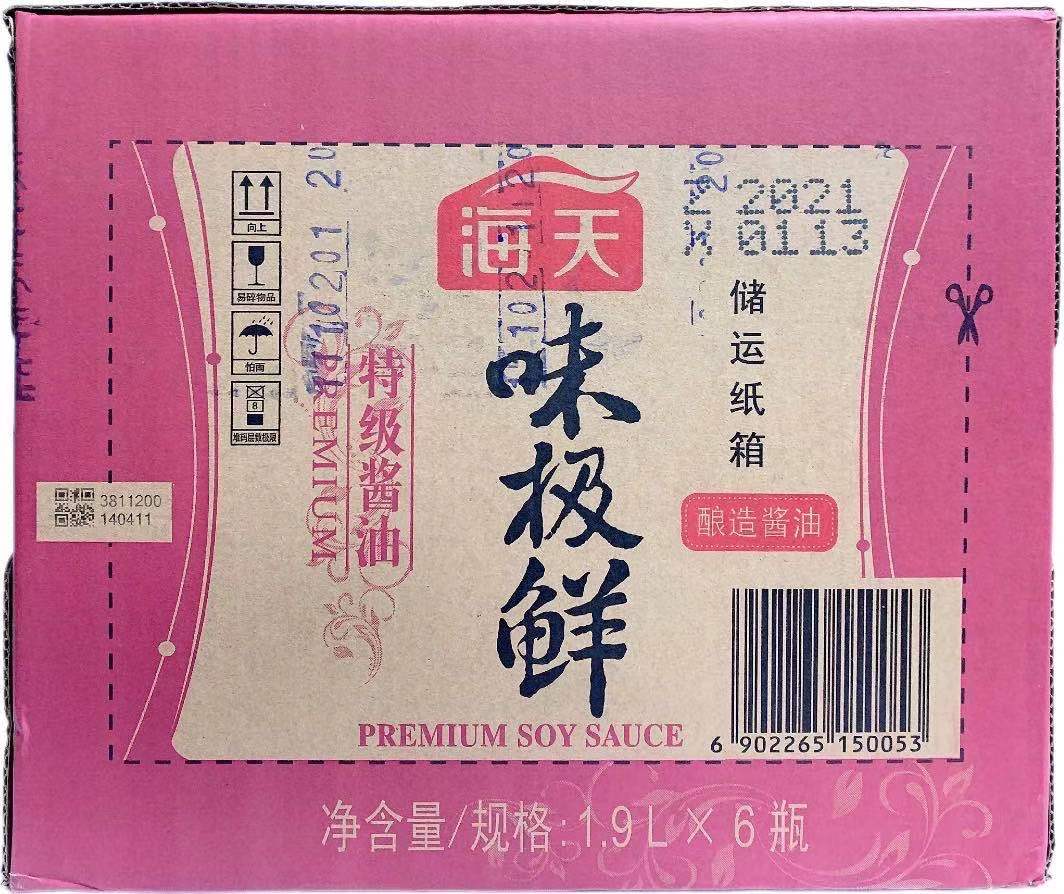 海天
2021
0113
向上
易碎物品
怕雨
8
堆码层数极限
特级酱油
PREMIUM
味极鲜
储运纸箱
酿造酱油
3811200
140411
PREMIUM SOY SAUCE
6 902265 150053
净含量/规格:1.9L×6瓶